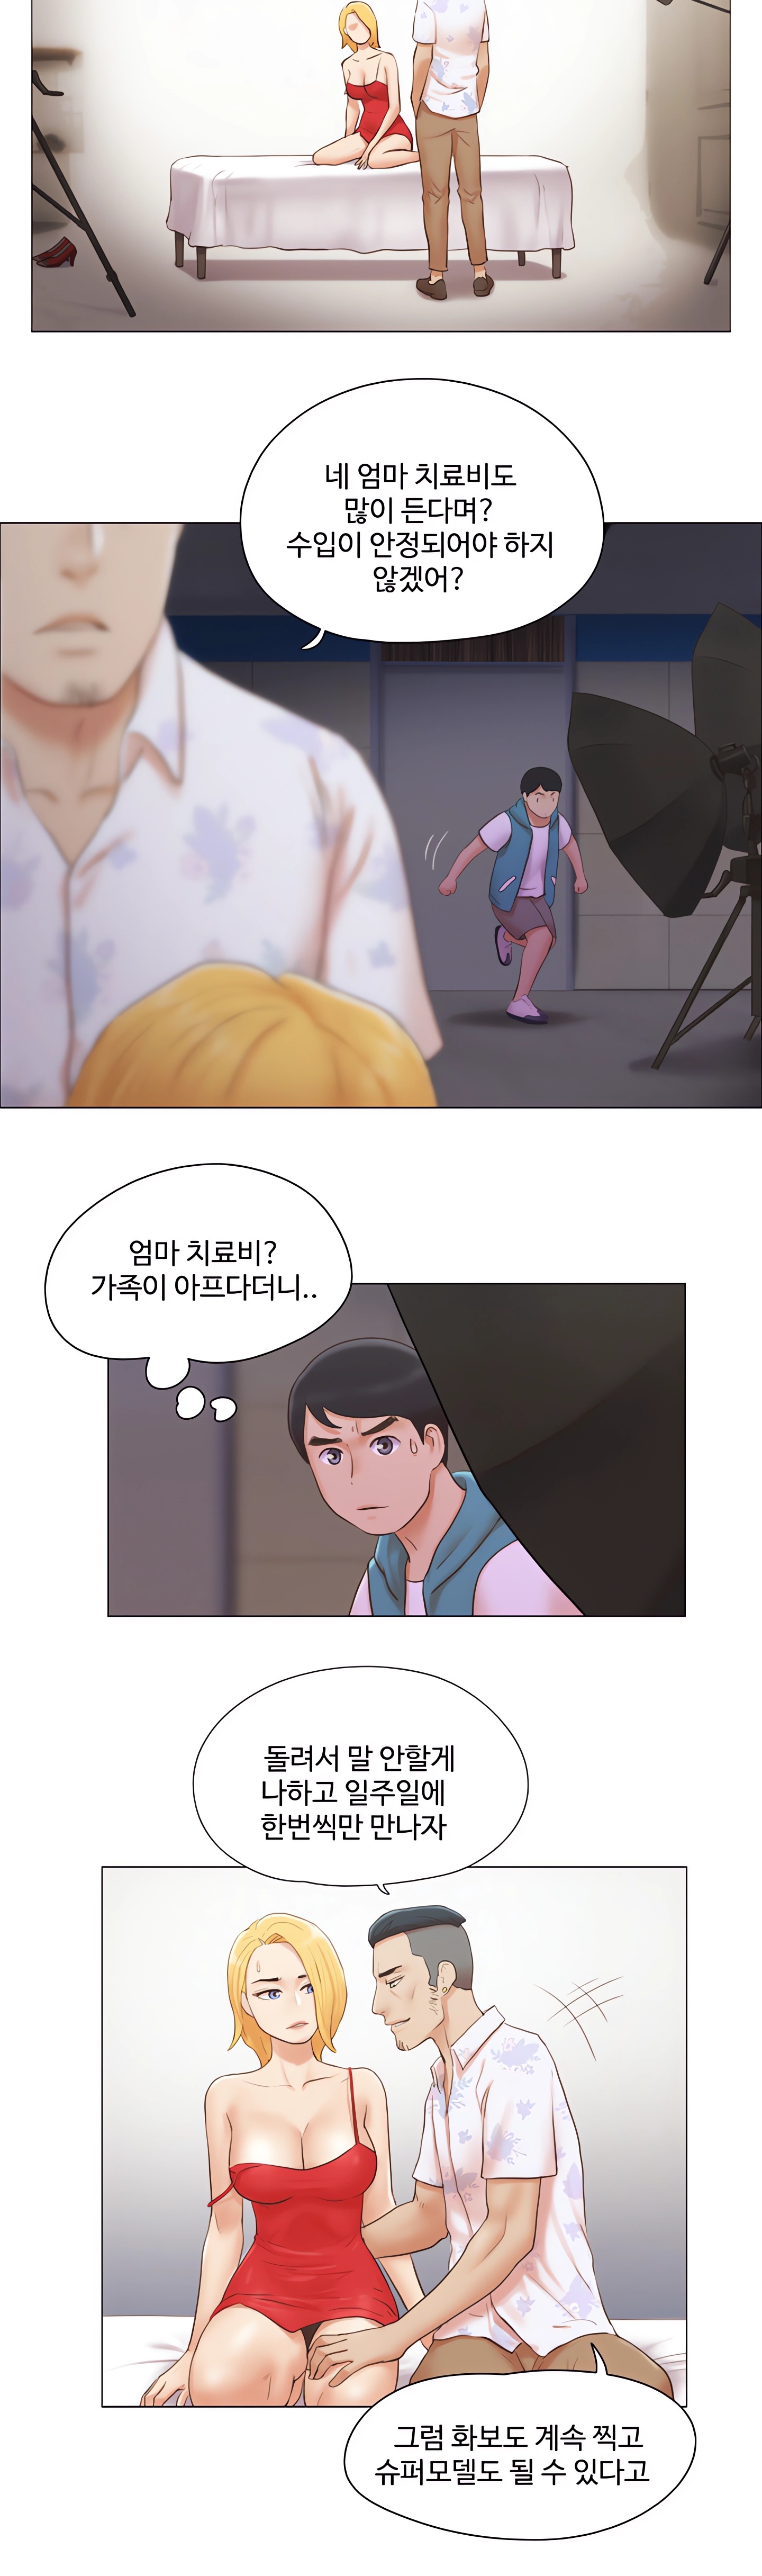 네 엄마 치료비도
많이 든다며?
수입이 안정되어야 하지
않겠어?
엄마 치료비?
가족이 아프다더니..
돌려서 말 안할게
나하고 일주일에
한번씩만 만나자
그럼 화보도 계속 찍고
슈퍼모델도 될 수 있다고